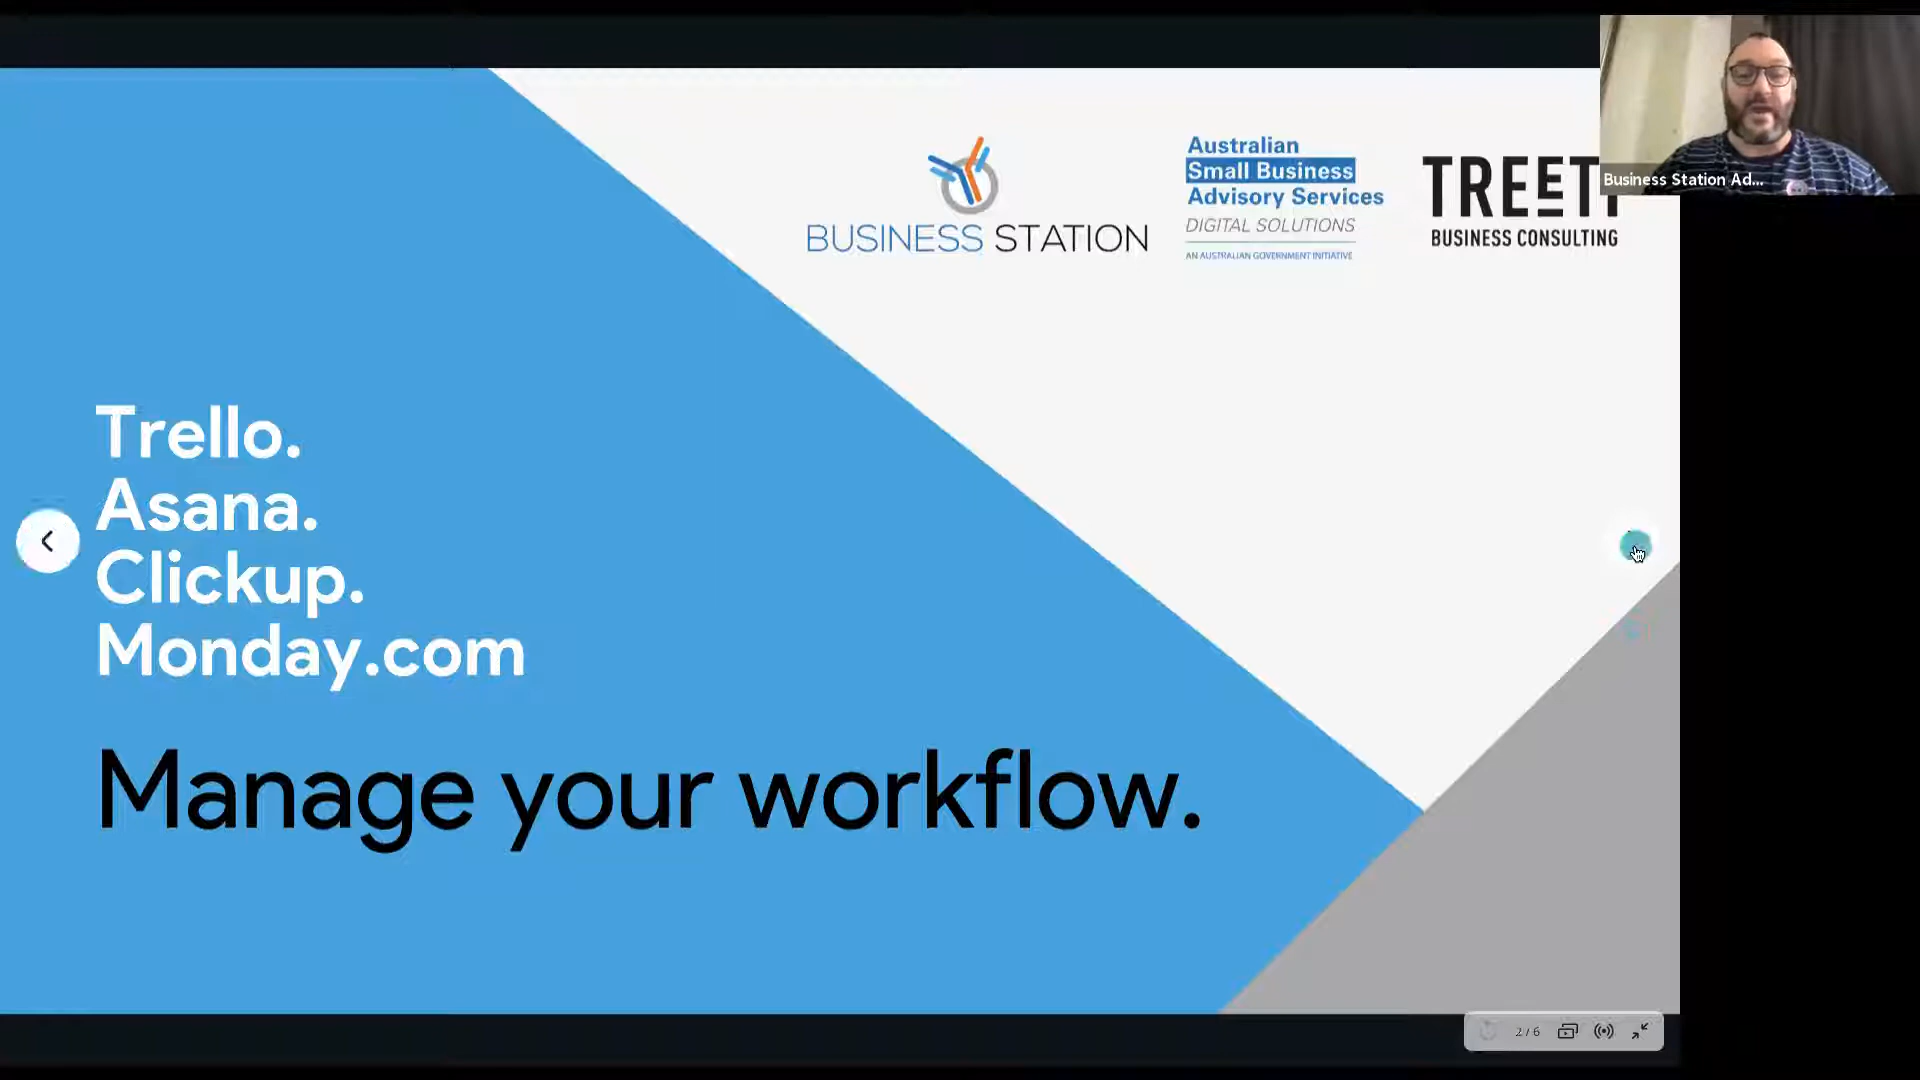 Business Station Ad...
BUSINESS STATION
Australian
Small Business
Advisory Services
DIGITAL SOLUTIONS
AN AUSTRALIAN GOVERNMENT INITIATIVE
BUSINESS CONSULTING
Trello.
Asana.
Clickup.
Monday.com
Manage your workflow.
2 / 6